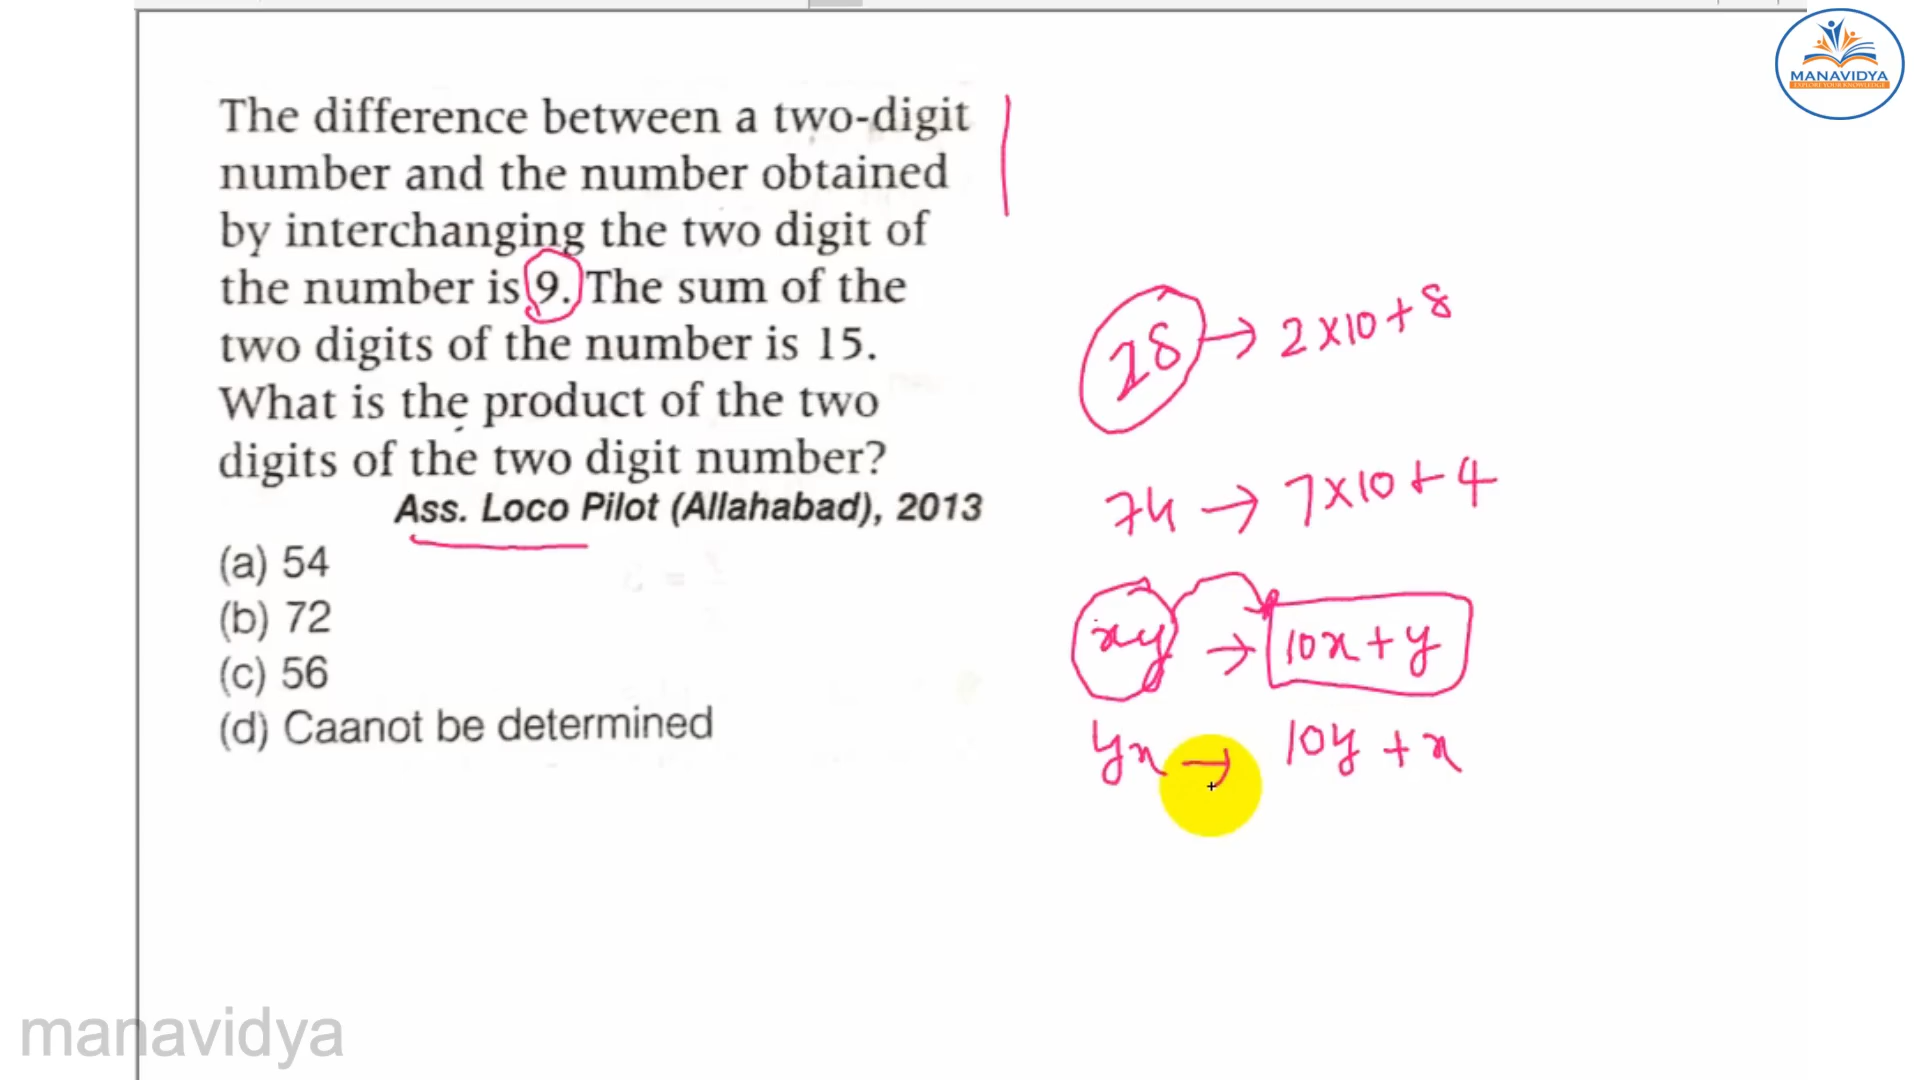 MANAVIDYA
EXPLORE YOUR KNOWLEDGE
The difference between a two-digit
number and the number obtained
by interchanging the two digit of
the number is 9. The sum of the
two digits of the number is 15.
What is the product of the two
digits of the two digit number?
Ass. Loco Pilot (Allahabad), 2013
(a) 54
(b) 72
(c) 56
(d) Caanot be determined
28 → 2×10+8
74 → 7×10+4
xy → 10x+y
yx → 10y+x
manavidya